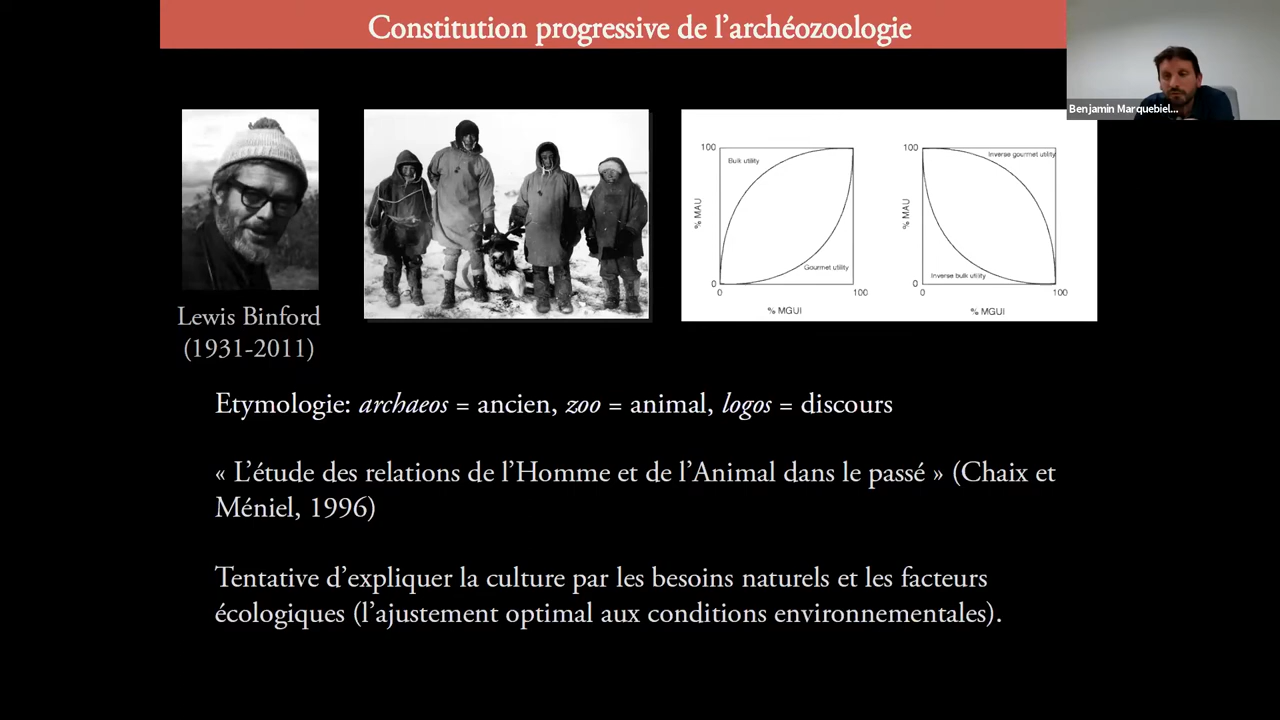 Constitution progressive de l’archéozoologie
Benjamin Marquebiel...
Lewis Binford
(1931-2011)
100
Bulk utility
% MAU
Gourmet utility
0
0
100
% MGUI
100
Inverse gourmet utility
% MAU
Inverse bulk utility
0
0
100
% MGUI
Etymologie: archaeos = ancien, zoo = animal, logos = discours
« L’étude des relations de l’Homme et de l’Animal dans le passé » (Chaix et
Méniel, 1996)
Tentative d’expliquer la culture par les besoins naturels et les facteurs
écologiques (l’ajustement optimal aux conditions environnementales).